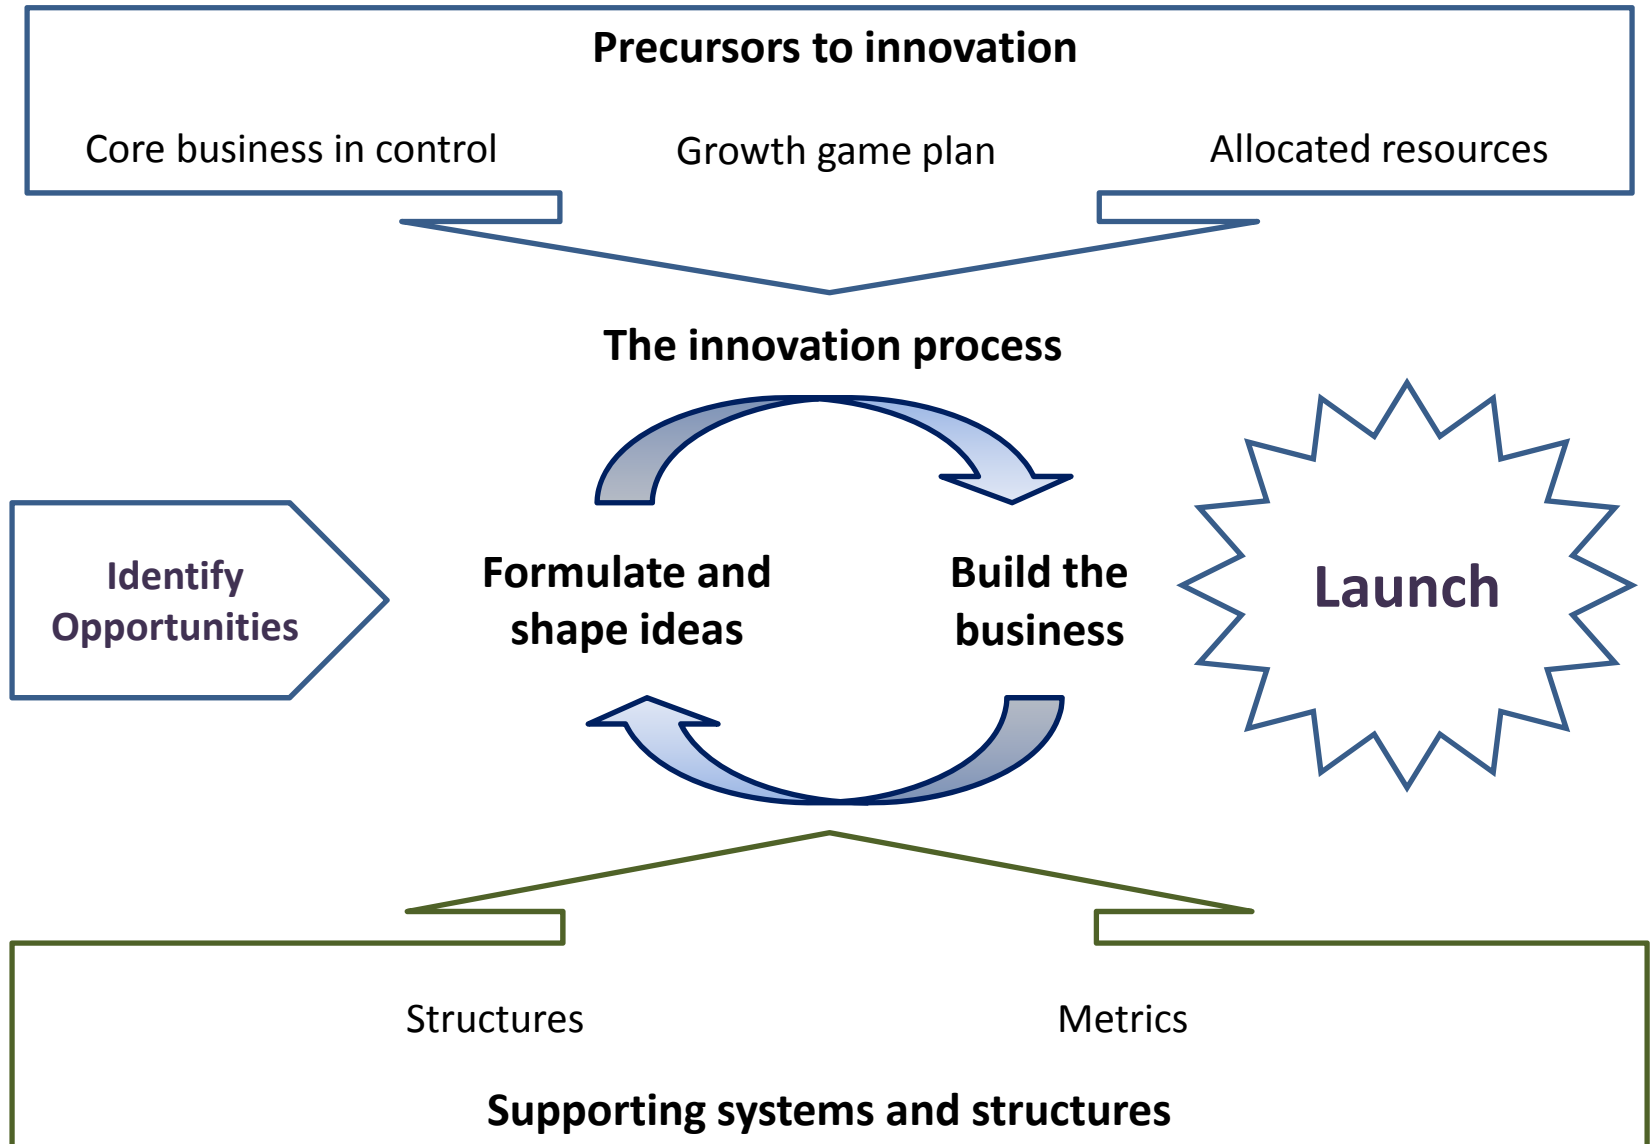 Precursors to innovation
Core business in control
Growth game plan
Allocated resources
The innovation process
Identify
Opportunities
Formulate and
shape ideas
Build the
business
Launch
Structures
Metrics
Supporting systems and structures